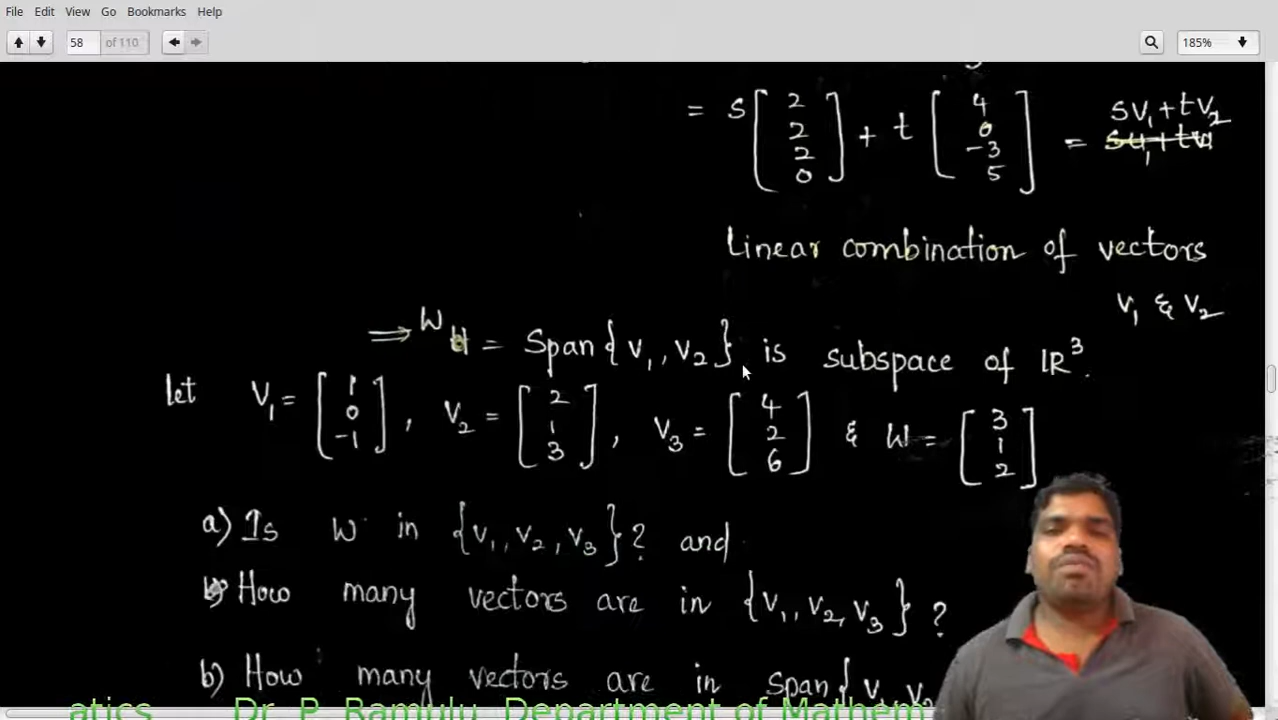 File Edit View Go Bookmarks Help
58 of 110 185%
= s [2 2 2 0] + t [4 0 -3 5] = sv₁ + tv₂
Linear combination of vectors
v₁ & v₂
⇒ W = Span{v₁, v₂} is subspace of ℝ³.
let v₁ = [1 0 -1], v₂ = [2 1 3], v₃ = [4 2 6] & W = [3 1 2]
a) Is W in {v₁, v₂, v₃}? and
How many vectors are in {v₁, v₂, v₃}?
b) How many vectors are in span{v₁, v₂
atics Dr. P. Ramulu, Department of Mathem